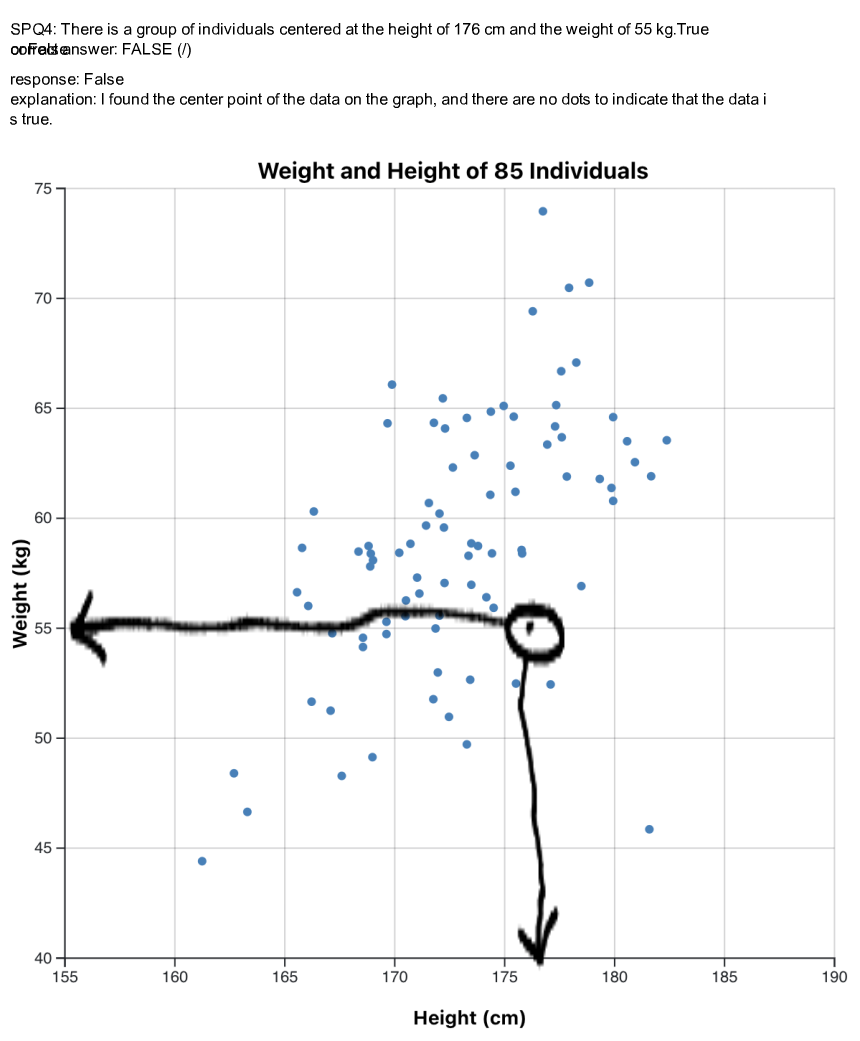 SPQ4: There is a group of individuals centered at the height of 176 cm and the weight of 55 kg.True
or False
correct answer: FALSE (/)
response: False
explanation: I found the center point of the data on the graph, and there are no dots to indicate that the data i
s true.
Weight and Height of 85 Individuals
75
70
65
60
55
50
45
40
Weight (kg)
155 160 165 170 175 180 185 190
Height (cm)